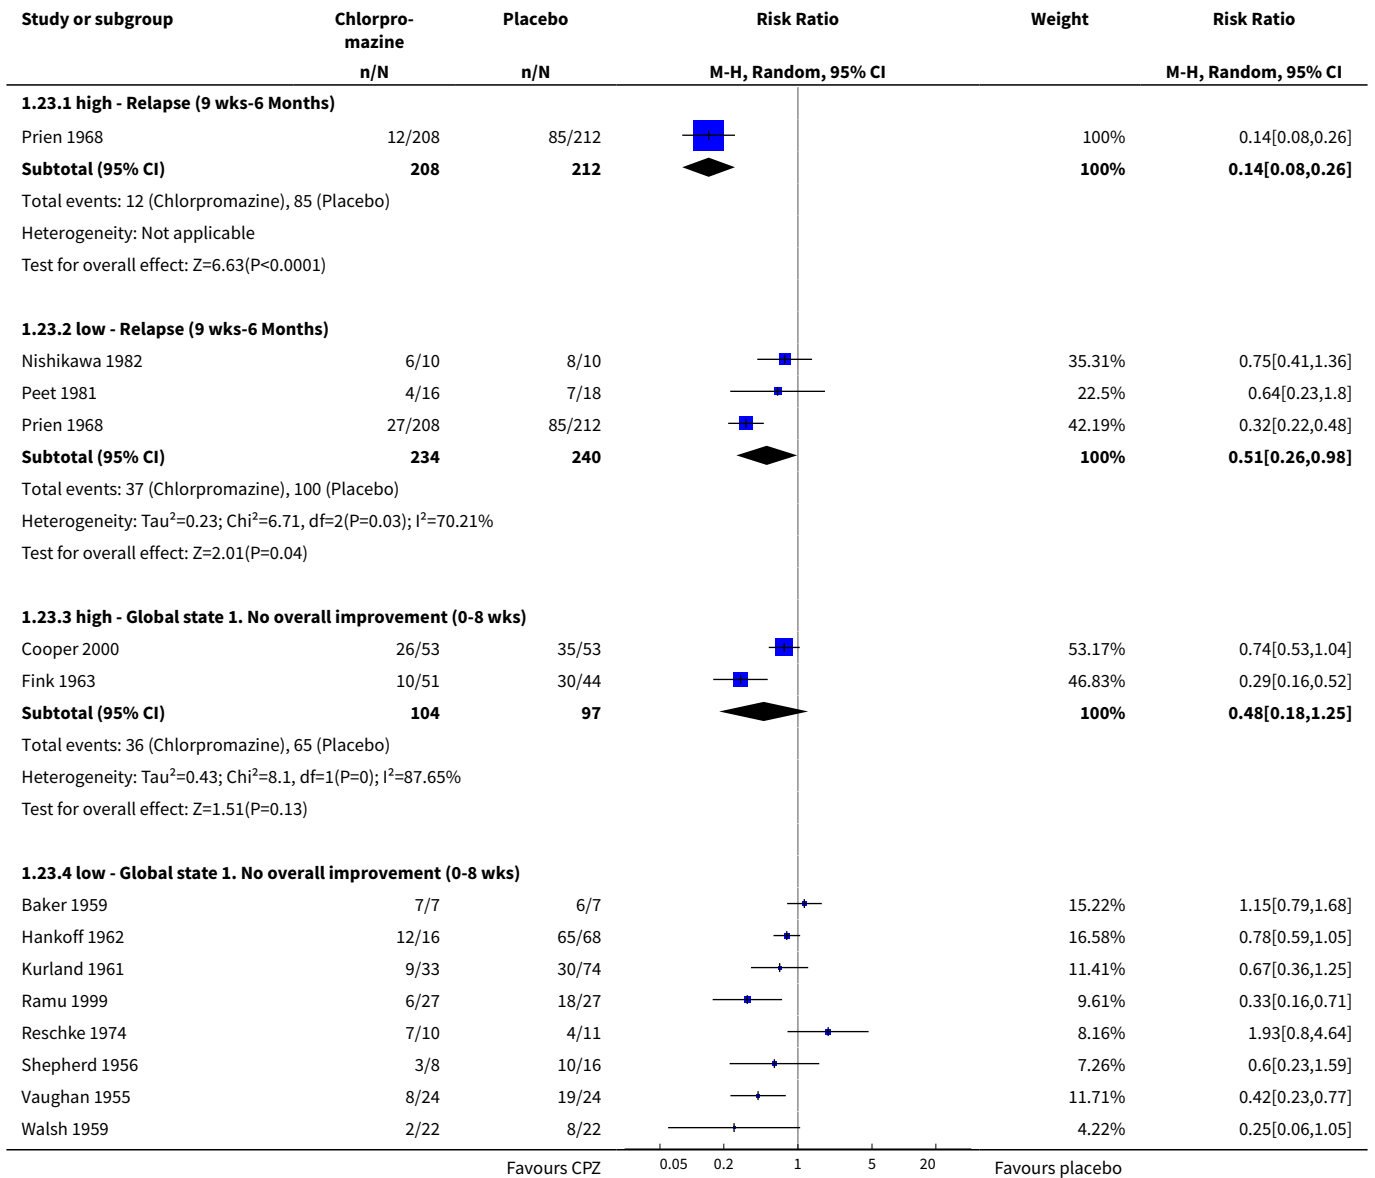 Study or subgroup Chlorpro- Placebo Risk Ratio Weight Risk Ratio
mazine
n/N n/N M-H, Random, 95% CI M-H, Random, 95% CI
1.23.1 high - Relapse (9 wks-6 Months)
Prien 1968 12/208 85/212 100% 0.14[0.08,0.26]
Subtotal (95% CI) 208 212 100% 0.14[0.08,0.26]
Total events: 12 (Chlorpromazine), 85 (Placebo)
Heterogeneity: Not applicable
Test for overall effect: Z=6.63(P<0.0001)
1.23.2 low - Relapse (9 wks-6 Months)
Nishikawa 1982 6/10 8/10 35.31% 0.75[0.41,1.36]
Peet 1981 4/16 7/18 22.5% 0.64[0.23,1.8]
Prien 1968 27/208 85/212 42.19% 0.32[0.22,0.48]
Subtotal (95% CI) 234 240 100% 0.51[0.26,0.98]
Total events: 37 (Chlorpromazine), 100 (Placebo)
Heterogeneity: Tau²=0.23; Chi²=6.71, df=2(P=0.03); I²=70.21%
Test for overall effect: Z=2.01(P=0.04)
1.23.3 high - Global state 1. No overall improvement (0-8 wks)
Cooper 2000 26/53 35/53 53.17% 0.74[0.53,1.04]
Fink 1963 10/51 30/44 46.83% 0.29[0.16,0.52]
Subtotal (95% CI) 104 97 100% 0.48[0.18,1.25]
Total events: 36 (Chlorpromazine), 65 (Placebo)
Heterogeneity: Tau²=0.43; Chi²=8.1, df=1(P=0); I²=87.65%
Test for overall effect: Z=1.51(P=0.13)
1.23.4 low - Global state 1. No overall improvement (0-8 wks)
Baker 1959 7/7 6/7 15.22% 1.15[0.79,1.68]
Hankoff 1962 12/16 65/68 16.58% 0.78[0.59,1.05]
Kurland 1961 9/33 30/74 11.41% 0.67[0.36,1.25]
Ramu 1999 6/27 18/27 9.61% 0.33[0.16,0.71]
Reschke 1974 7/10 4/11 8.16% 1.93[0.8,4.64]
Shepherd 1956 3/8 10/16 7.26% 0.6[0.23,1.59]
Vaughan 1955 8/24 19/24 11.71% 0.42[0.23,0.77]
Walsh 1959 2/22 8/22 4.22% 0.25[0.06,1.05]
Favours CPZ 0.05 0.2 1 5 20 Favours placebo